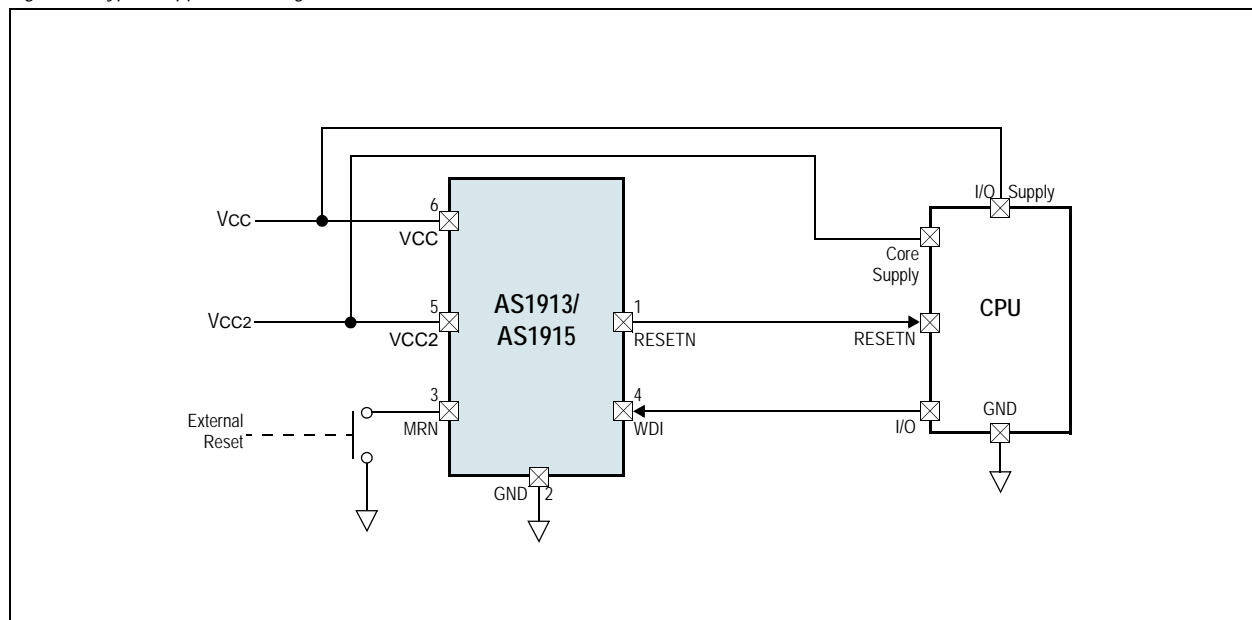 I/O Supply
6
VCC
VCC
Core
Supply
AS1913/
AS1915
CPU
5
VCC2
VCC2
1
RESETN
RESETN
3
MRN
External
Reset
4
WDI
I/O
GND
GND 2